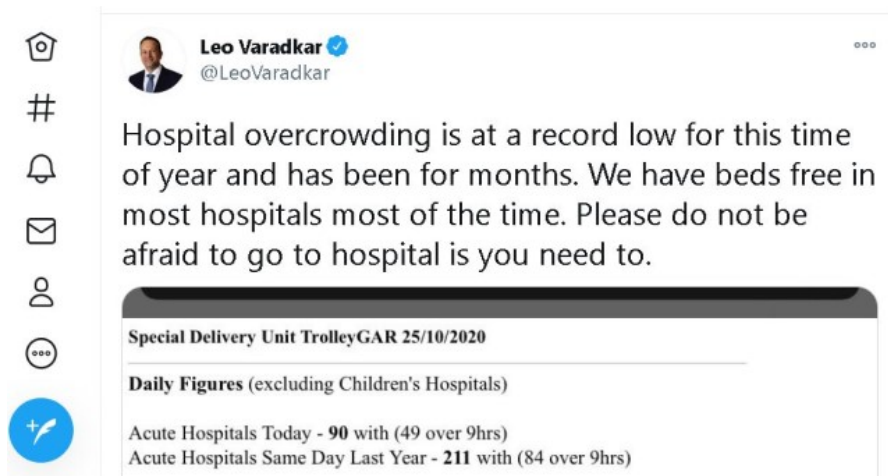 Leo Varadkar
@LeoVaradkar
Hospital overcrowding is at a record low for this time
of year and has been for months. We have beds free in
most hospitals most of the time. Please do not be
afraid to go to hospital is you need to.
Special Delivery Unit TrolleyGAR 25/10/2020
Daily Figures (excluding Children's Hospitals)
Acute Hospitals Today - 90 with (49 over 9hrs)
Acute Hospitals Same Day Last Year - 211 with (84 over 9hrs)